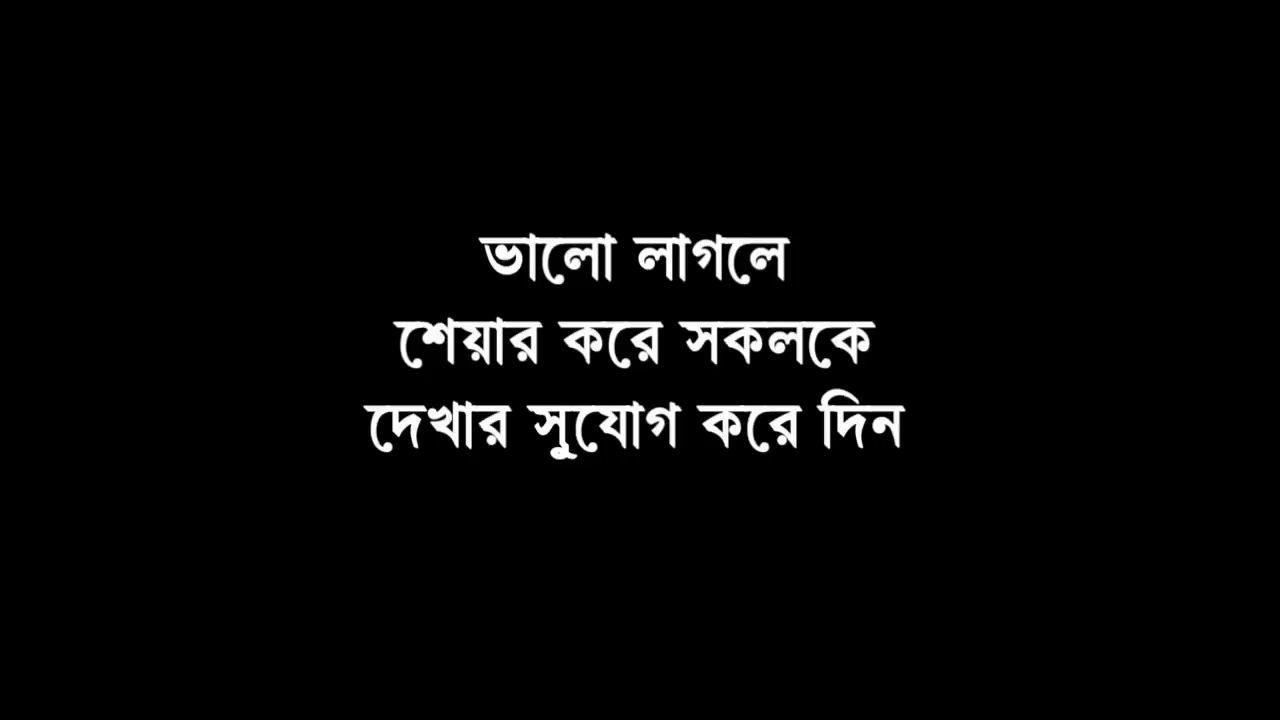 ভালো লাগলে
শেয়ার করে সকলকে
দেখার সুযোগ করে দিন